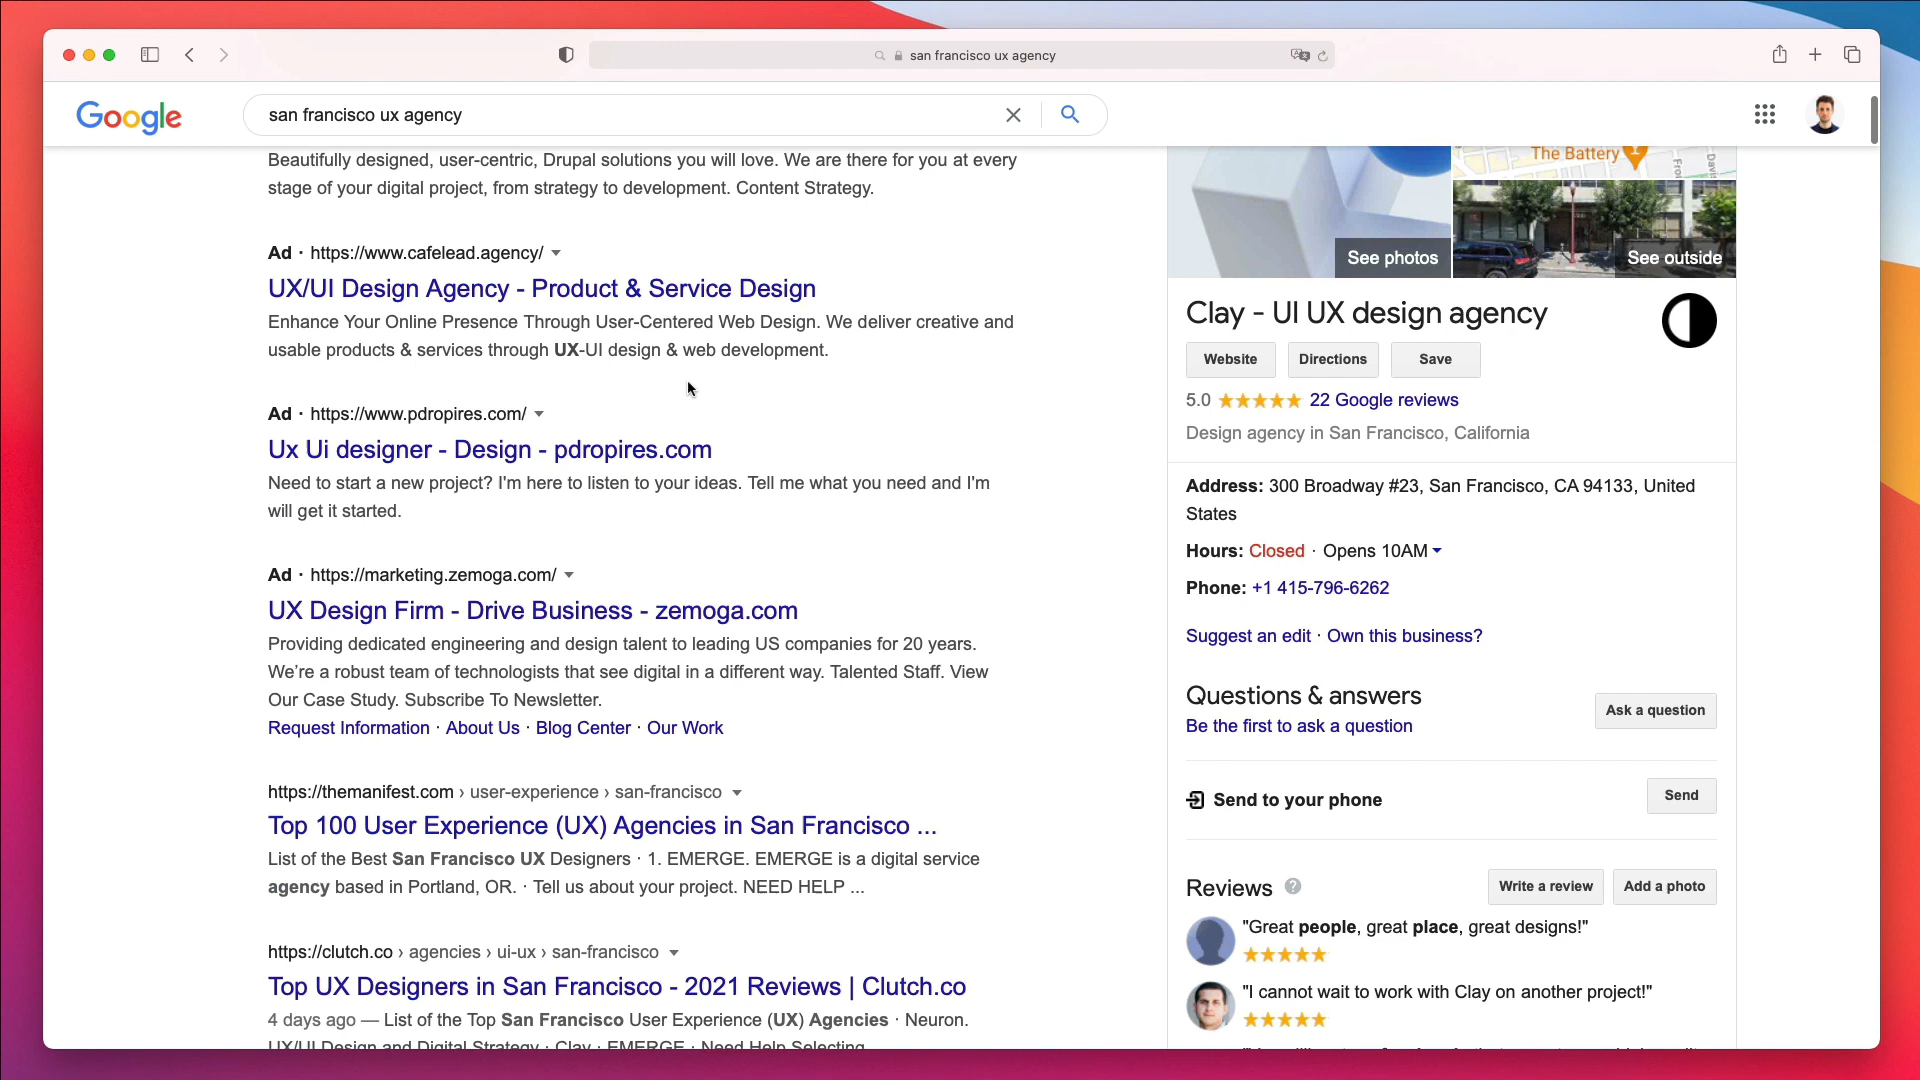 san francisco ux agency
Google
san francisco ux agency
Beautifully designed, user-centric, Drupal solutions you will love. We are there for you at every
stage of your digital project, from strategy to development. Content Strategy.
Ad · https://www.cafelead.agency/
UX/UI Design Agency - Product & Service Design
Enhance Your Online Presence Through User-Centered Web Design. We deliver creative and
usable products & services through UX-UI design & web development.
Ad · https://www.pdropires.com/
Ux Ui designer - Design - pdropires.com
Need to start a new project? I'm here to listen to your ideas. Tell me what you need and I'm
will get it started.
Ad · https://marketing.zemoga.com/
UX Design Firm - Drive Business - zemoga.com
Providing dedicated engineering and design talent to leading US companies for 20 years.
We're a robust team of technologists that see digital in a different way. Talented Staff. View
Our Case Study. Subscribe To Newsletter.
Request Information · About Us · Blog Center · Our Work
https://themanifest.com › user-experience › san-francisco
Top 100 User Experience (UX) Agencies in San Francisco ...
List of the Best San Francisco UX Designers · 1. EMERGE. EMERGE is a digital service
agency based in Portland, OR. · Tell us about your project. NEED HELP ...
https://clutch.co › agencies › ui-ux › san-francisco
Top UX Designers in San Francisco - 2021 Reviews | Clutch.co
4 days ago — List of the Top San Francisco User Experience (UX) Agencies · Neuron.
UX/UI Design and Digital Strategy · Clay · EMERGE · Need Help Selecting
The Battery
See photos
See outside
Clay - UI UX design agency
Website
Directions
Save
5.0 ★★★★★ 22 Google reviews
Design agency in San Francisco, California
Address: 300 Broadway #23, San Francisco, CA 94133, United
States
Hours: Closed · Opens 10AM
Phone: +1 415-796-6262
Suggest an edit · Own this business?
Questions & answers
Ask a question
Be the first to ask a question
Send to your phone
Send
Reviews
Write a review
Add a photo
"Great people, great place, great designs!"
"I cannot wait to work with Clay on another project!"